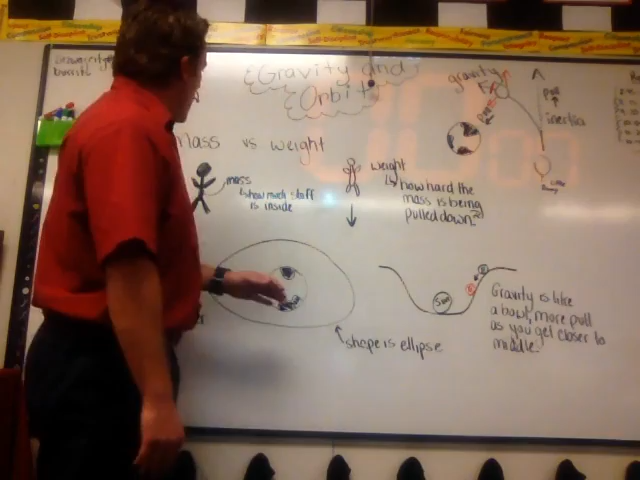 Gravity and
Orbit
Mass vs weight
mass
how much stuff
is inside
weight
how hard the
mass is being
pulled down?
gravity
pull
inertia
Sun
Gravity is like
a bowl, more pull
as you get closer to
middle.
shape is ellipse